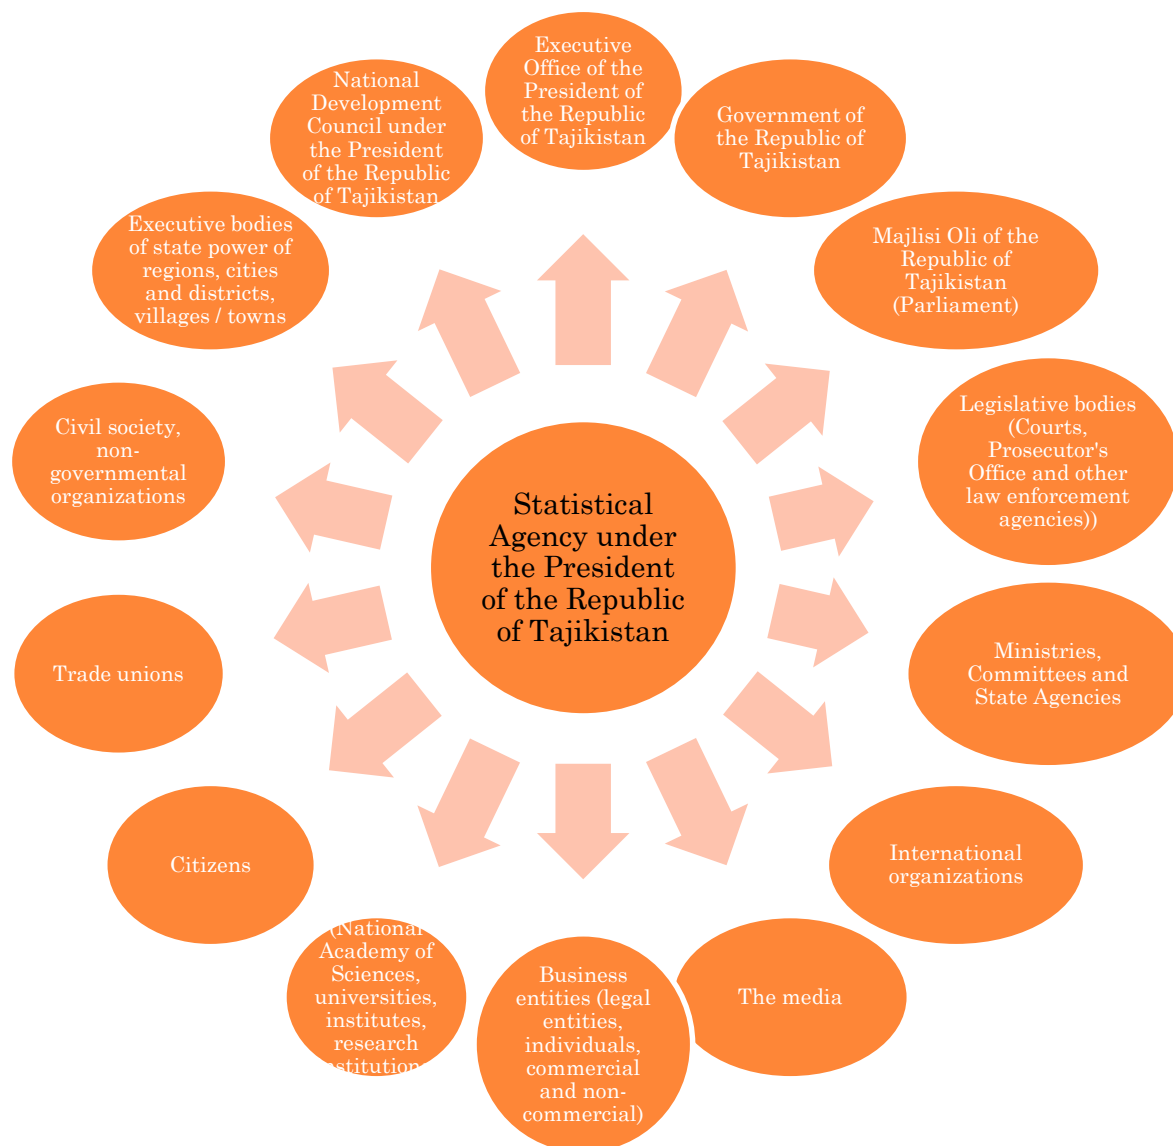 Executive
Office of the
President of
the Republic
of Tajikistan
Government of
the Republic of
Tajikistan
Majlisi Oli of the
Republic of
Tajikistan
(Parliament)
Legislative bodies
(Courts,
Prosecutor's
Office and other
law enforcement
agencies))
Ministries,
Committees and
State Agencies
International
organizations
The media
Business
entities (legal
entities,
individuals,
commercial
and non-
commercial)
(National
Academy of
Sciences,
universities,
institutes,
research
Citizens
Trade unions
Civil society,
non-
governmental
organizations
Executive bodies
of state power of
regions, cities
and districts,
villages / towns
National
Development
Council under
the President
of the Republic
of Tajikistan
Statistical
Agency under
the President
of the Republic
of Tajikistan